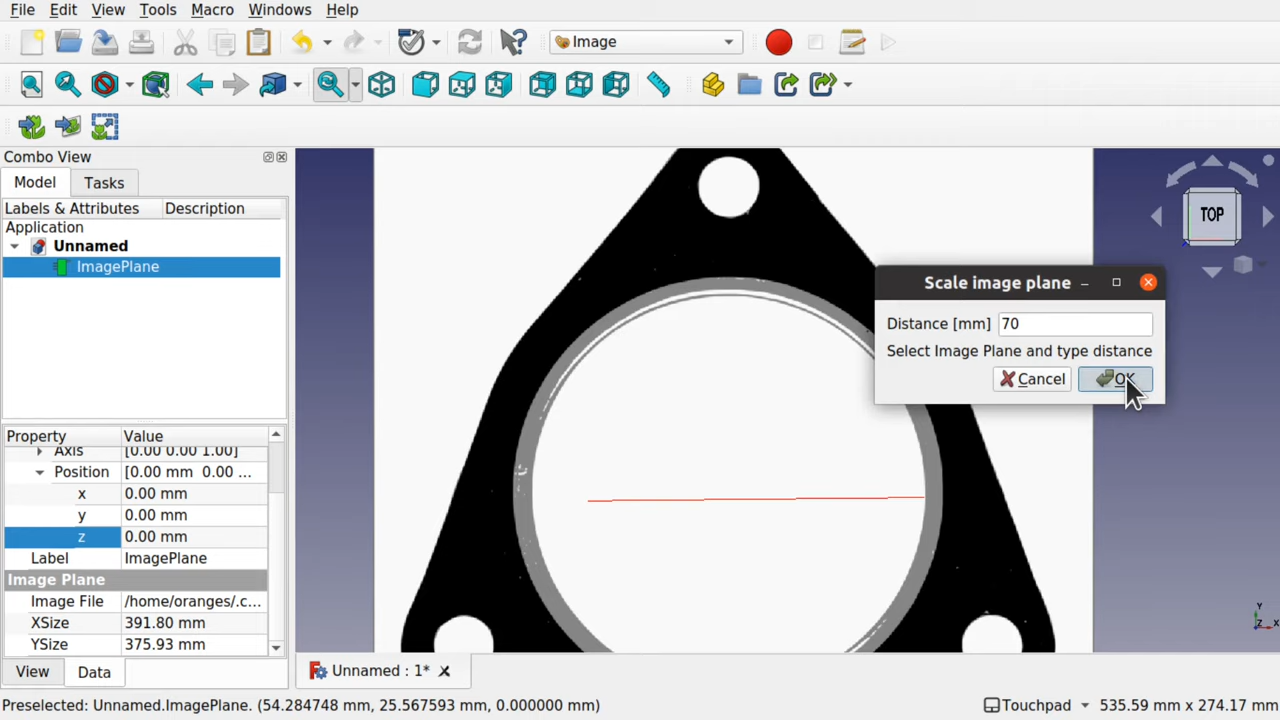 File Edit View Tools Macro Windows Help
Image
Combo View
Model Tasks
Labels & Attributes Description
Application
Unnamed
ImagePlane
TOP
Scale image plane
Distance [mm] 70
Select Image Plane and type distance
Cancel OK
Property Value
Axis [0.00 0.00 1.00]
Position [0.00 mm 0.00 ...
x 0.00 mm
y 0.00 mm
z 0.00 mm
Label ImagePlane
Image Plane
Image File /home/oranges/.c...
XSize 391.80 mm
YSize 375.93 mm
Y
Z X
View Data
Unnamed : 1*
Preselected: Unnamed.ImagePlane. (54.284748 mm, 25.567593 mm, 0.000000 mm) Touchpad 535.59 mm x 274.17 mm